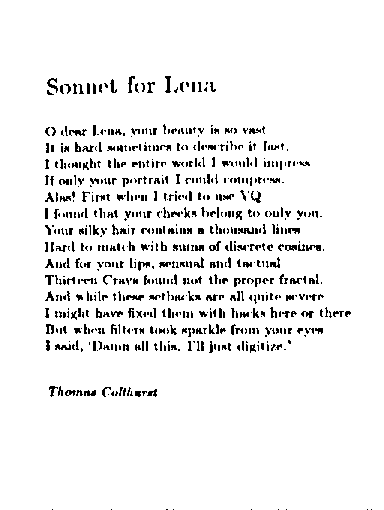 Sonnet for Lena
O dear Lena, your beauty is so vast
It is hard sometimes to describe it fast.
I thought the entire world I would impress
If only your portrait I could compress.
Alas! First when I tried to use VQ
I found that your cheeks belong to only you.
Your silky hair contains a thousand lines
Hard to match with sums of discrete cosines.
And for your lips, sensual and tactual
Thirteen Crays found not the proper fractal.
And while these setbacks are all quite severe
I might have fixed them with hacks here or there
But when filters took sparkle from your eyes
I said, 'Damn all this. I'll just digitize.'
Thomas Colthurst